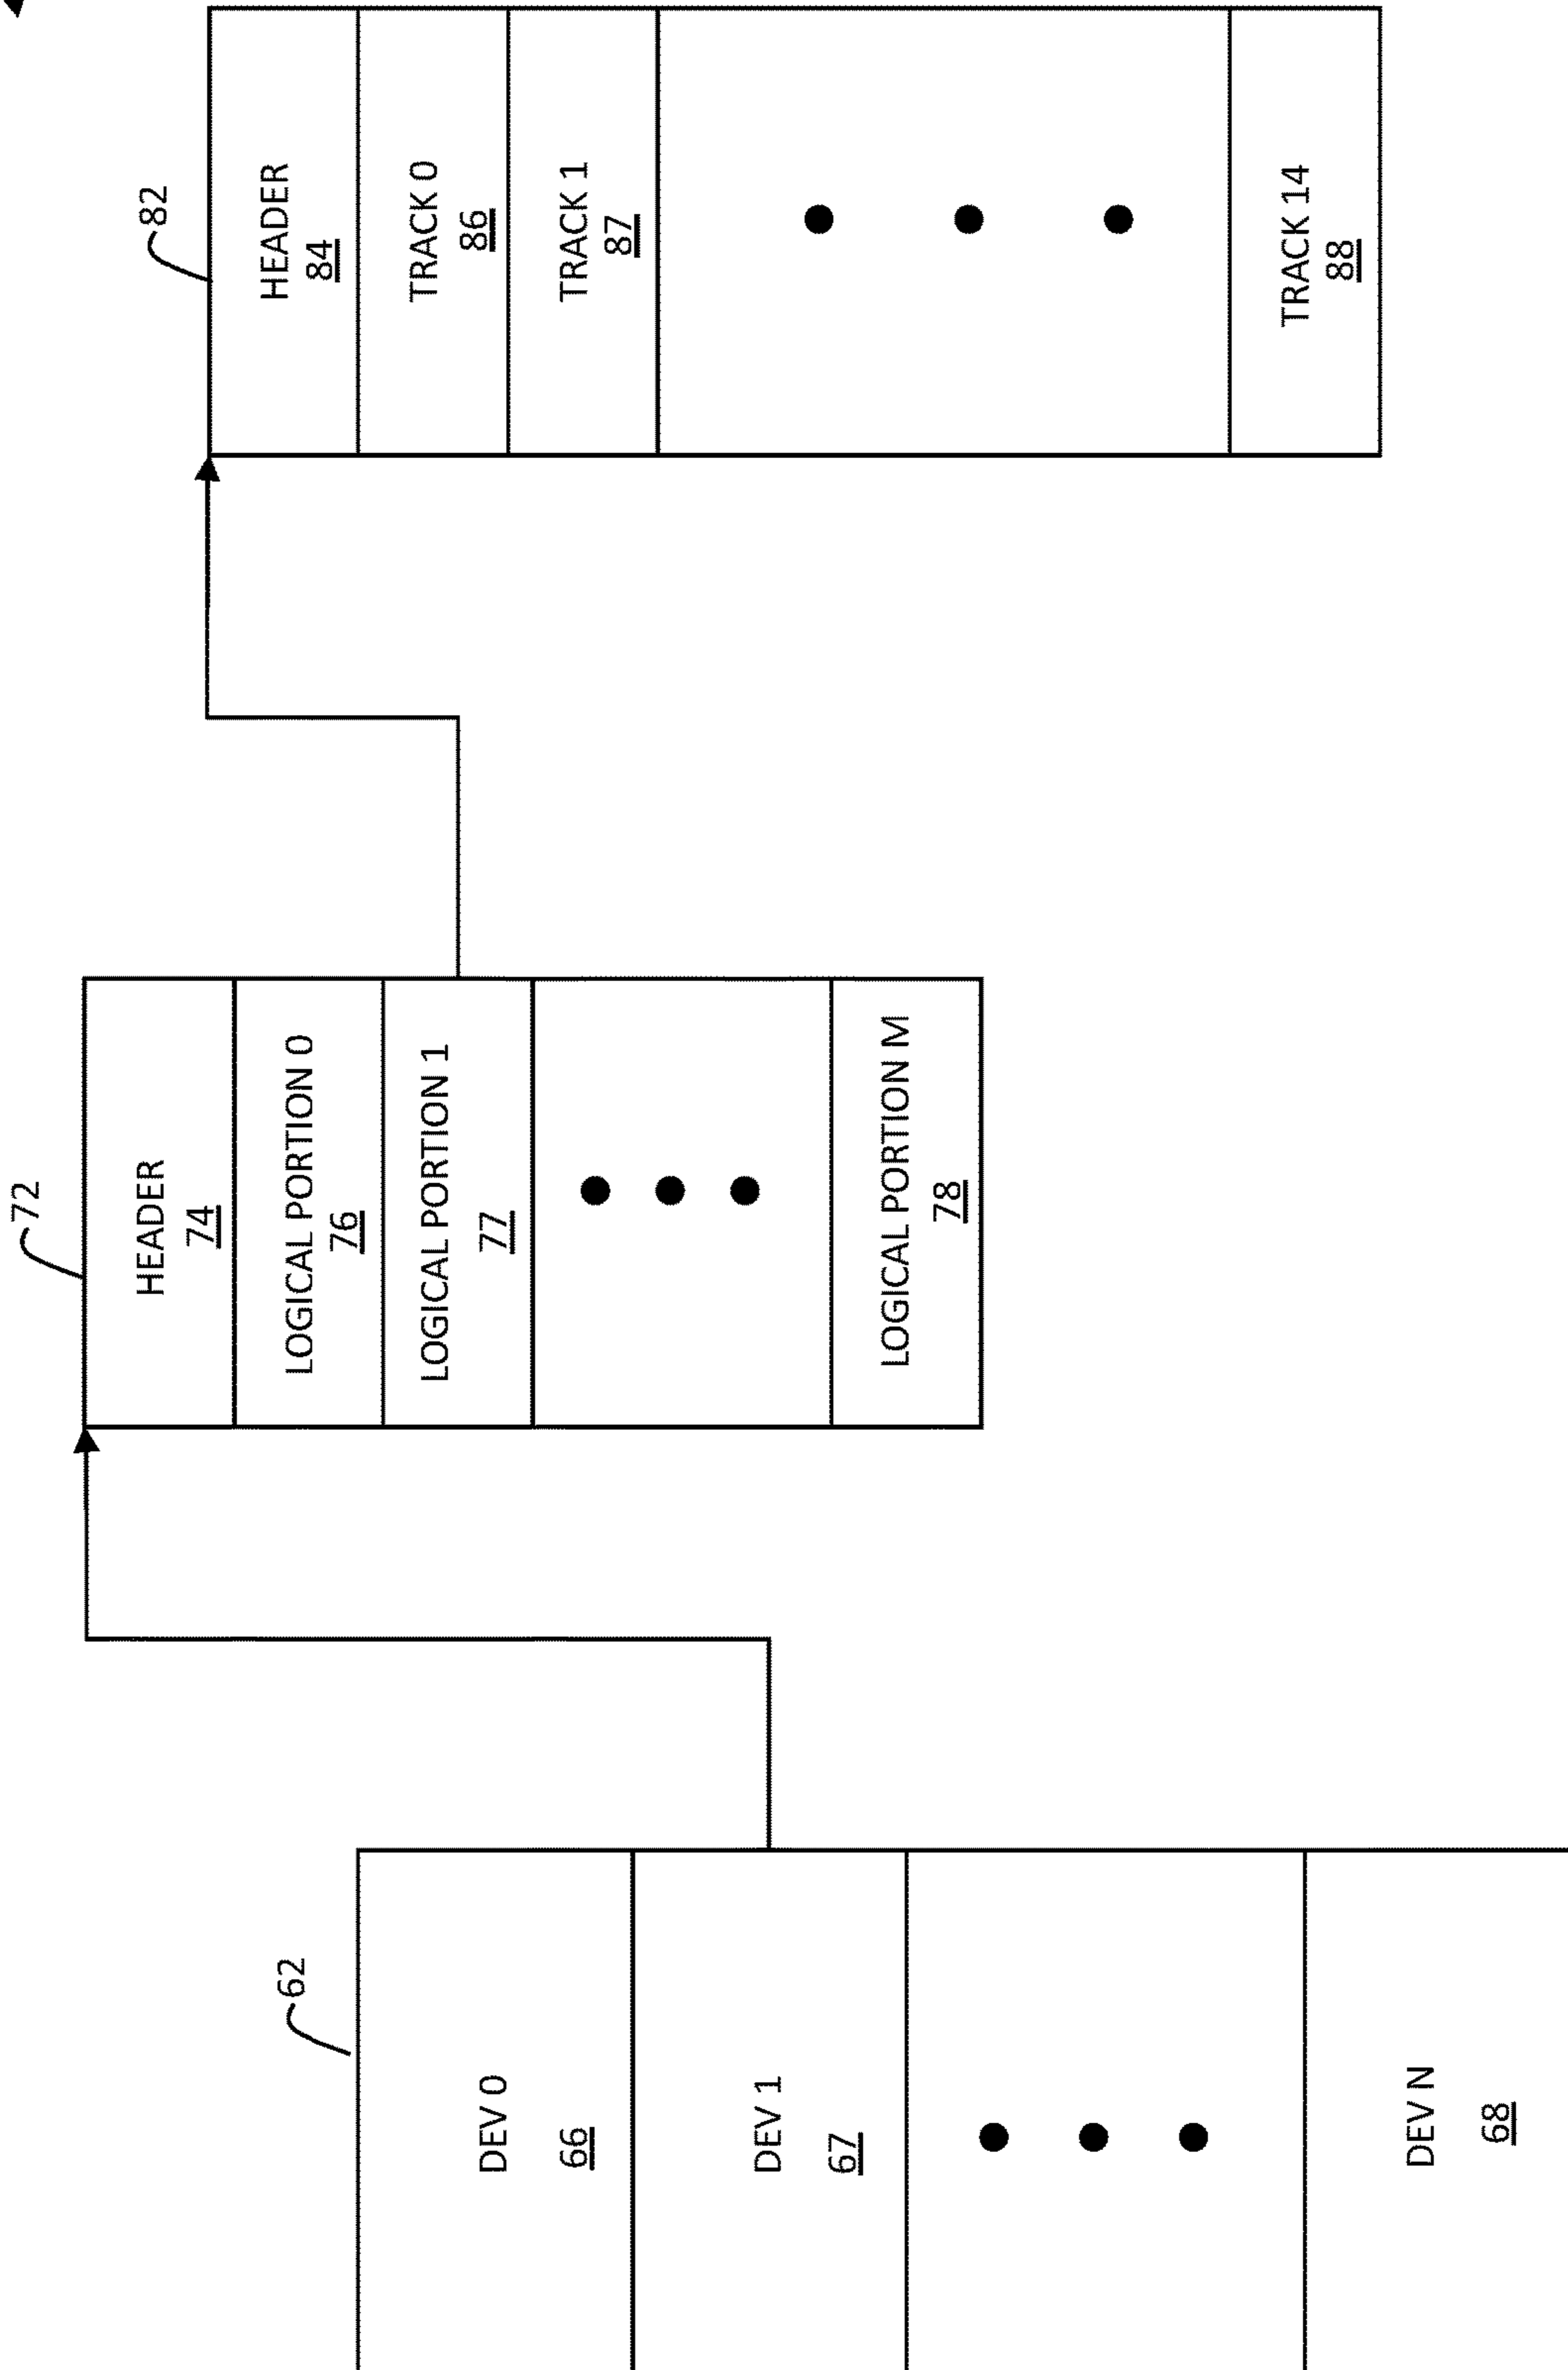 62
DEV 0
66
DEV 1
67
DEV N
68
72
HEADER
74
LOGICAL PORTION 0
76
LOGICAL PORTION 1
77
LOGICAL PORTION M
78
82
HEADER
84
TRACK 0
86
TRACK 1
87
TRACK 14
88